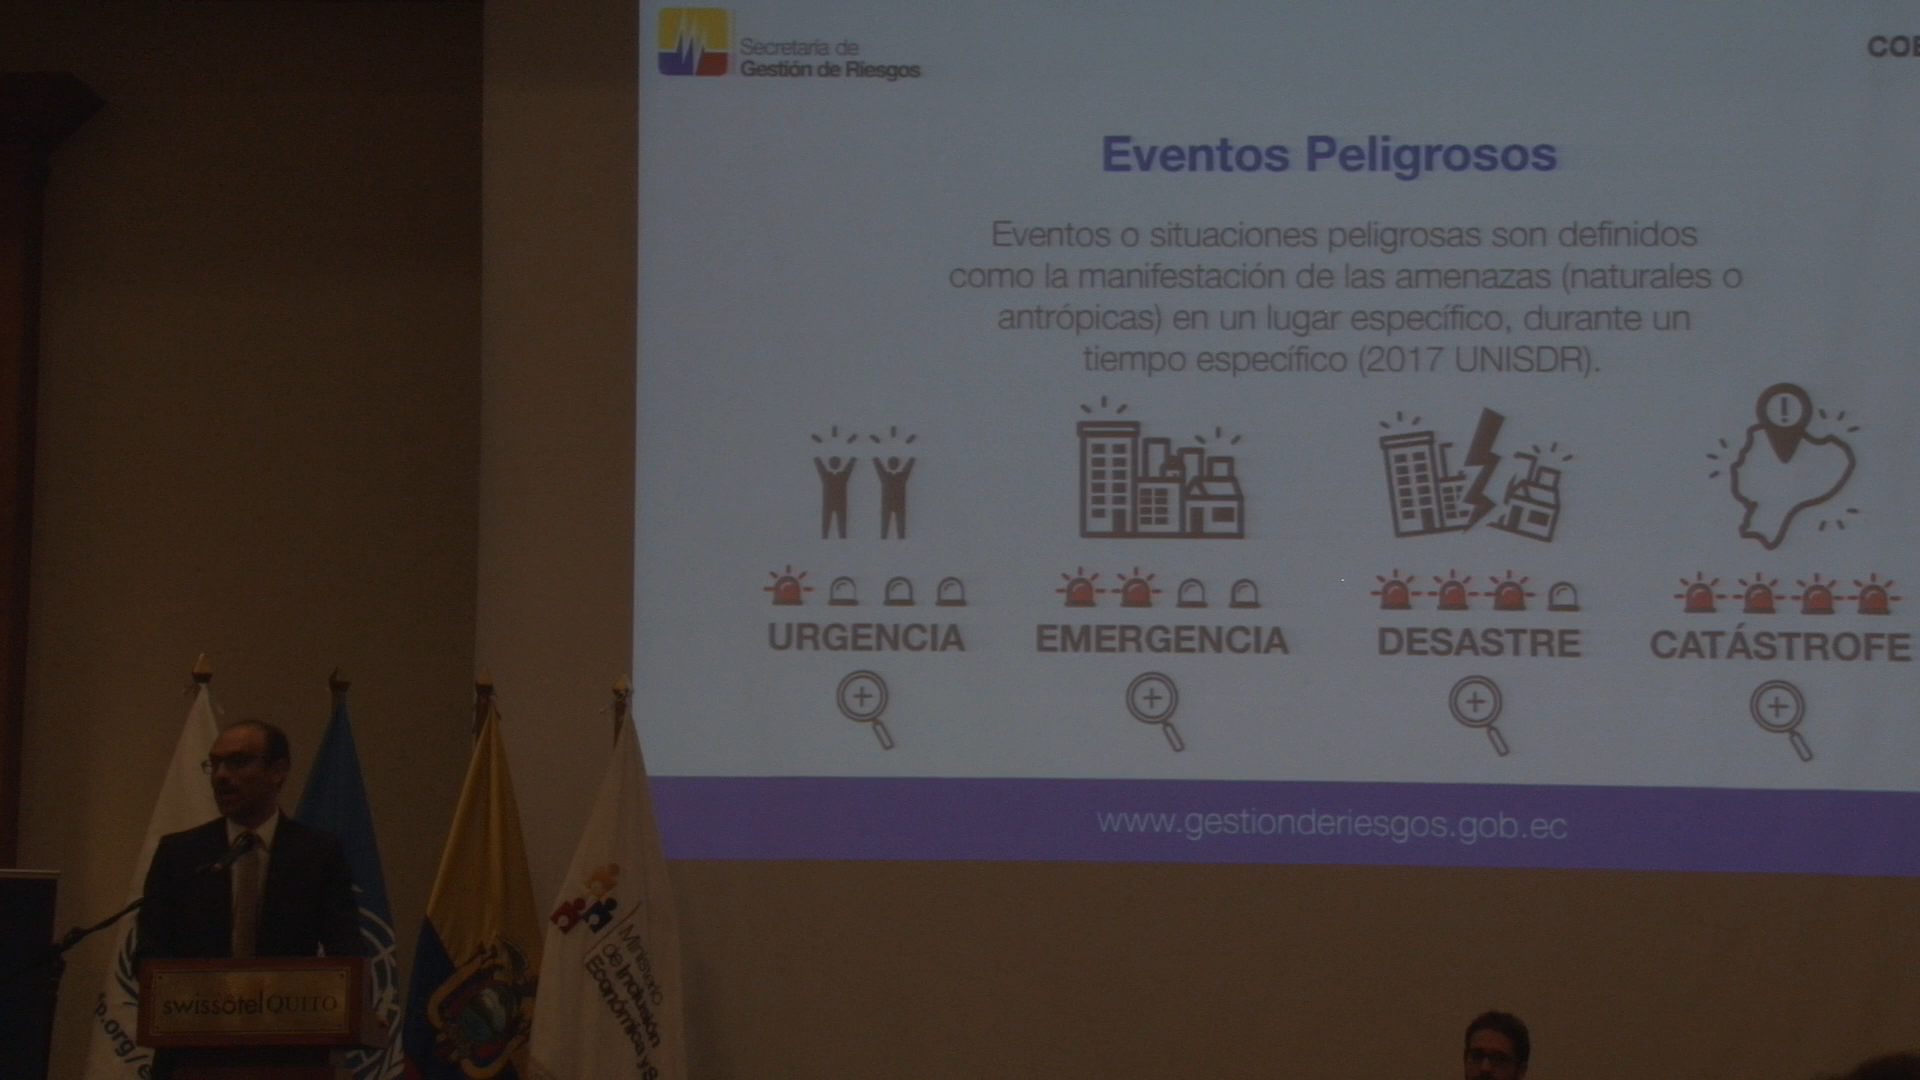 Secretaría de
Gestión de Riesgos
Eventos Peligrosos
Eventos o situaciones peligrosas son definidos
como la manifestación de las amenazas (naturales o
antrópicas) en un lugar específico, durante un
tiempo específico (2017 UNISDR).
URGENCIA EMERGENCIA DESASTRE CATÁSTROFE
www.gestionderiesgos.gob.ec
swissôtel QUITO
Ministerio
de Inclusión
Económica y
p.org/e